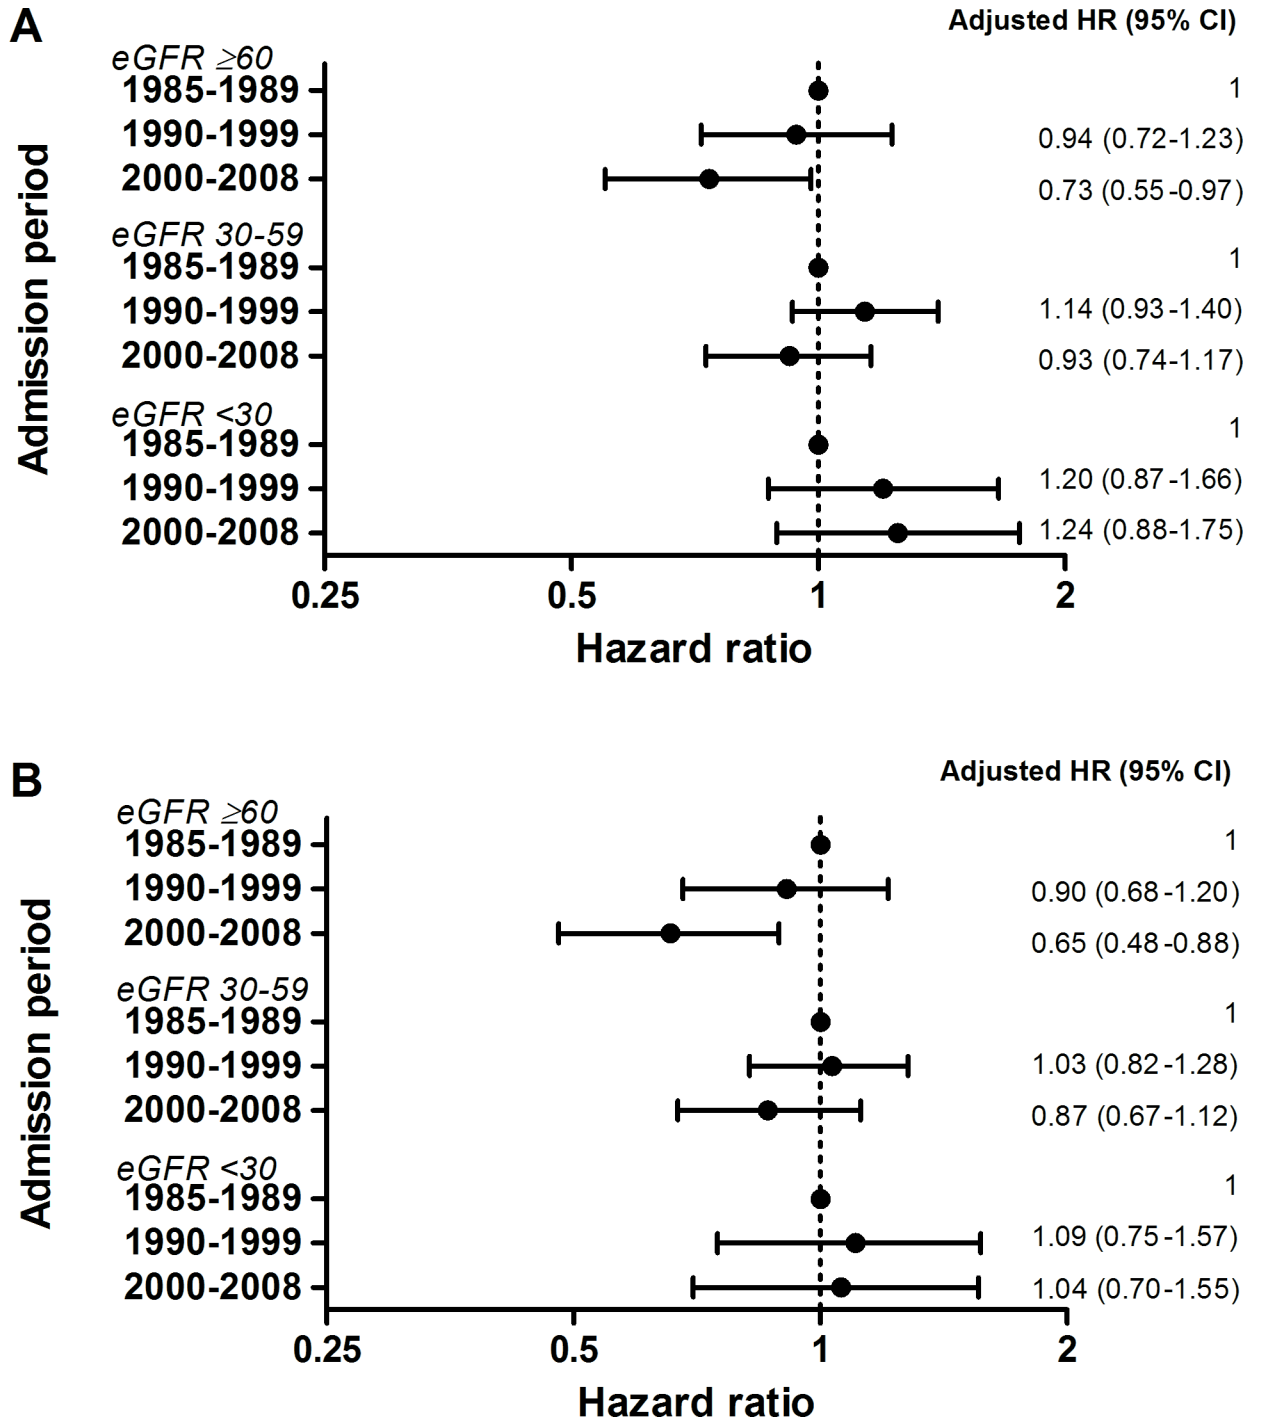 A
Adjusted HR (95% CI)
eGFR ≥60
1985-1989 1
1990-1999 0.94 (0.72-1.23)
2000-2008 0.73 (0.55-0.97)
eGFR 30-59
1985-1989 1
1990-1999 1.14 (0.93-1.40)
2000-2008 0.93 (0.74-1.17)
eGFR <30
1985-1989 1
1990-1999 1.20 (0.87-1.66)
2000-2008 1.24 (0.88-1.75)
Admission period
0.25 0.5 1 2
Hazard ratio
B
Adjusted HR (95% CI)
eGFR ≥60
1985-1989 1
1990-1999 0.90 (0.68-1.20)
2000-2008 0.65 (0.48-0.88)
eGFR 30-59
1985-1989 1
1990-1999 1.03 (0.82-1.28)
2000-2008 0.87 (0.67-1.12)
eGFR <30
1985-1989 1
1990-1999 1.09 (0.75-1.57)
2000-2008 1.04 (0.70-1.55)
Admission period
0.25 0.5 1 2
Hazard ratio